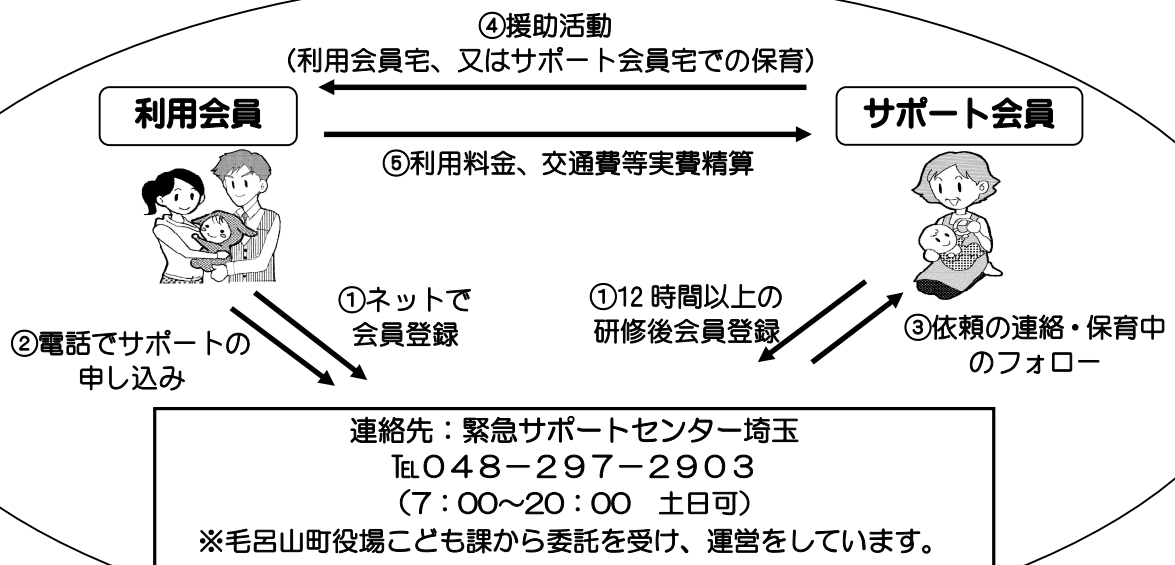 ④援助活動
(利用会員宅、又はサポート会員宅での保育)
利用会員
サポート会員
⑤利用料金、交通費等実費精算
①ネットで
会員登録
①12時間以上の
研修後会員登録
②電話でサポートの
申し込み
③依頼の連絡・保育中
のフォロー
連絡先：緊急サポートセンター埼玉
℡０４８－２９７－２９０３
（７：００～２０：００　土日可）
※毛呂山町役場こども課から委託を受け、運営をしています。